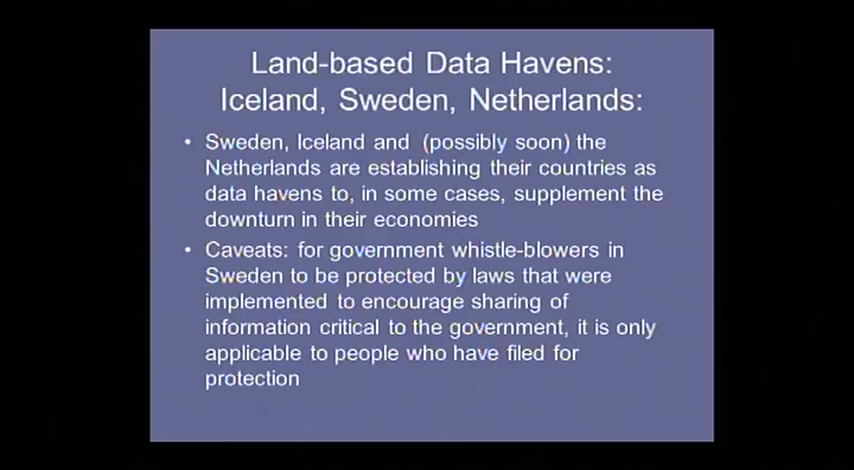 Land-based Data Havens:
Iceland, Sweden, Netherlands:
• Sweden, Iceland and (possibly soon) the
Netherlands are establishing their countries as
data havens to, in some cases, supplement the
downturn in their economies
• Caveats: for government whistle-blowers in
Sweden to be protected by laws that were
implemented to encourage sharing of
information critical to the government, it is only
applicable to people who have filed for
protection